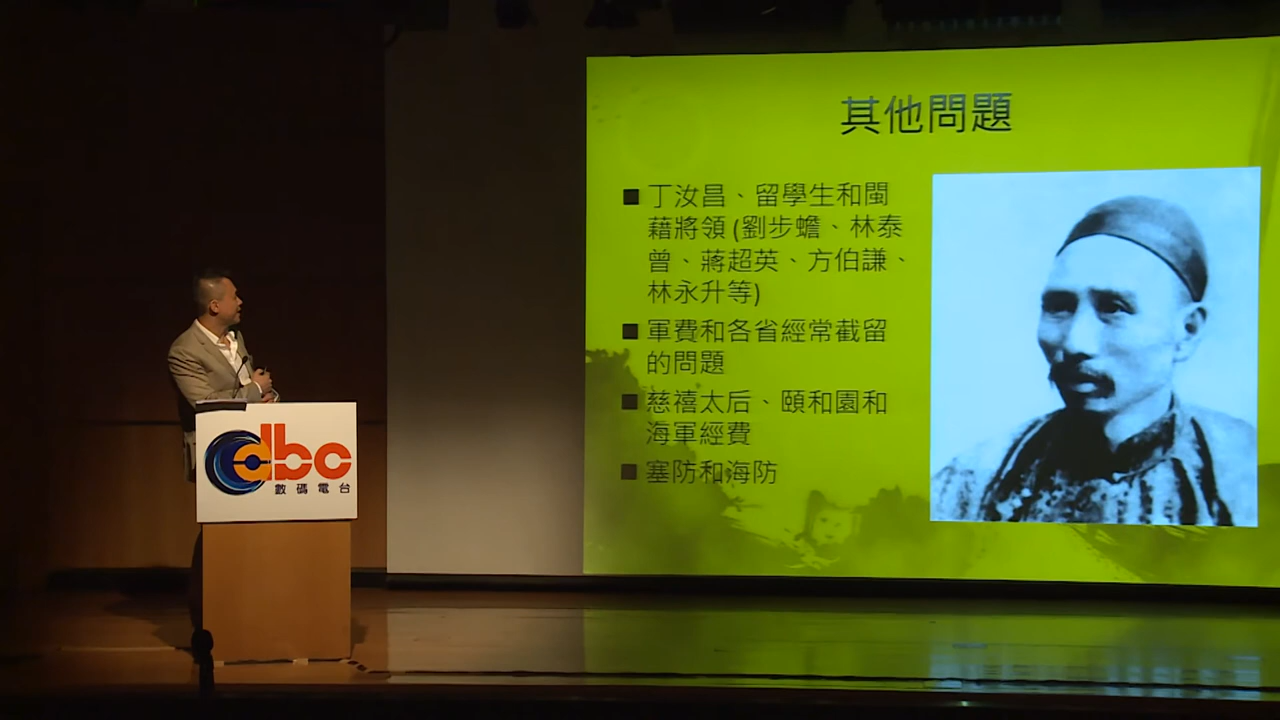 其他問題
■ 丁汝昌、留學生和閩
藉將領 (劉步蟾、林泰
曾、蔣超英、方伯謙、
林永升等)
■ 軍費和各省經常截留
的問題
■ 慈禧太后、頤和園和
海軍經費
■ 塞防和海防
dbc
數碼電台